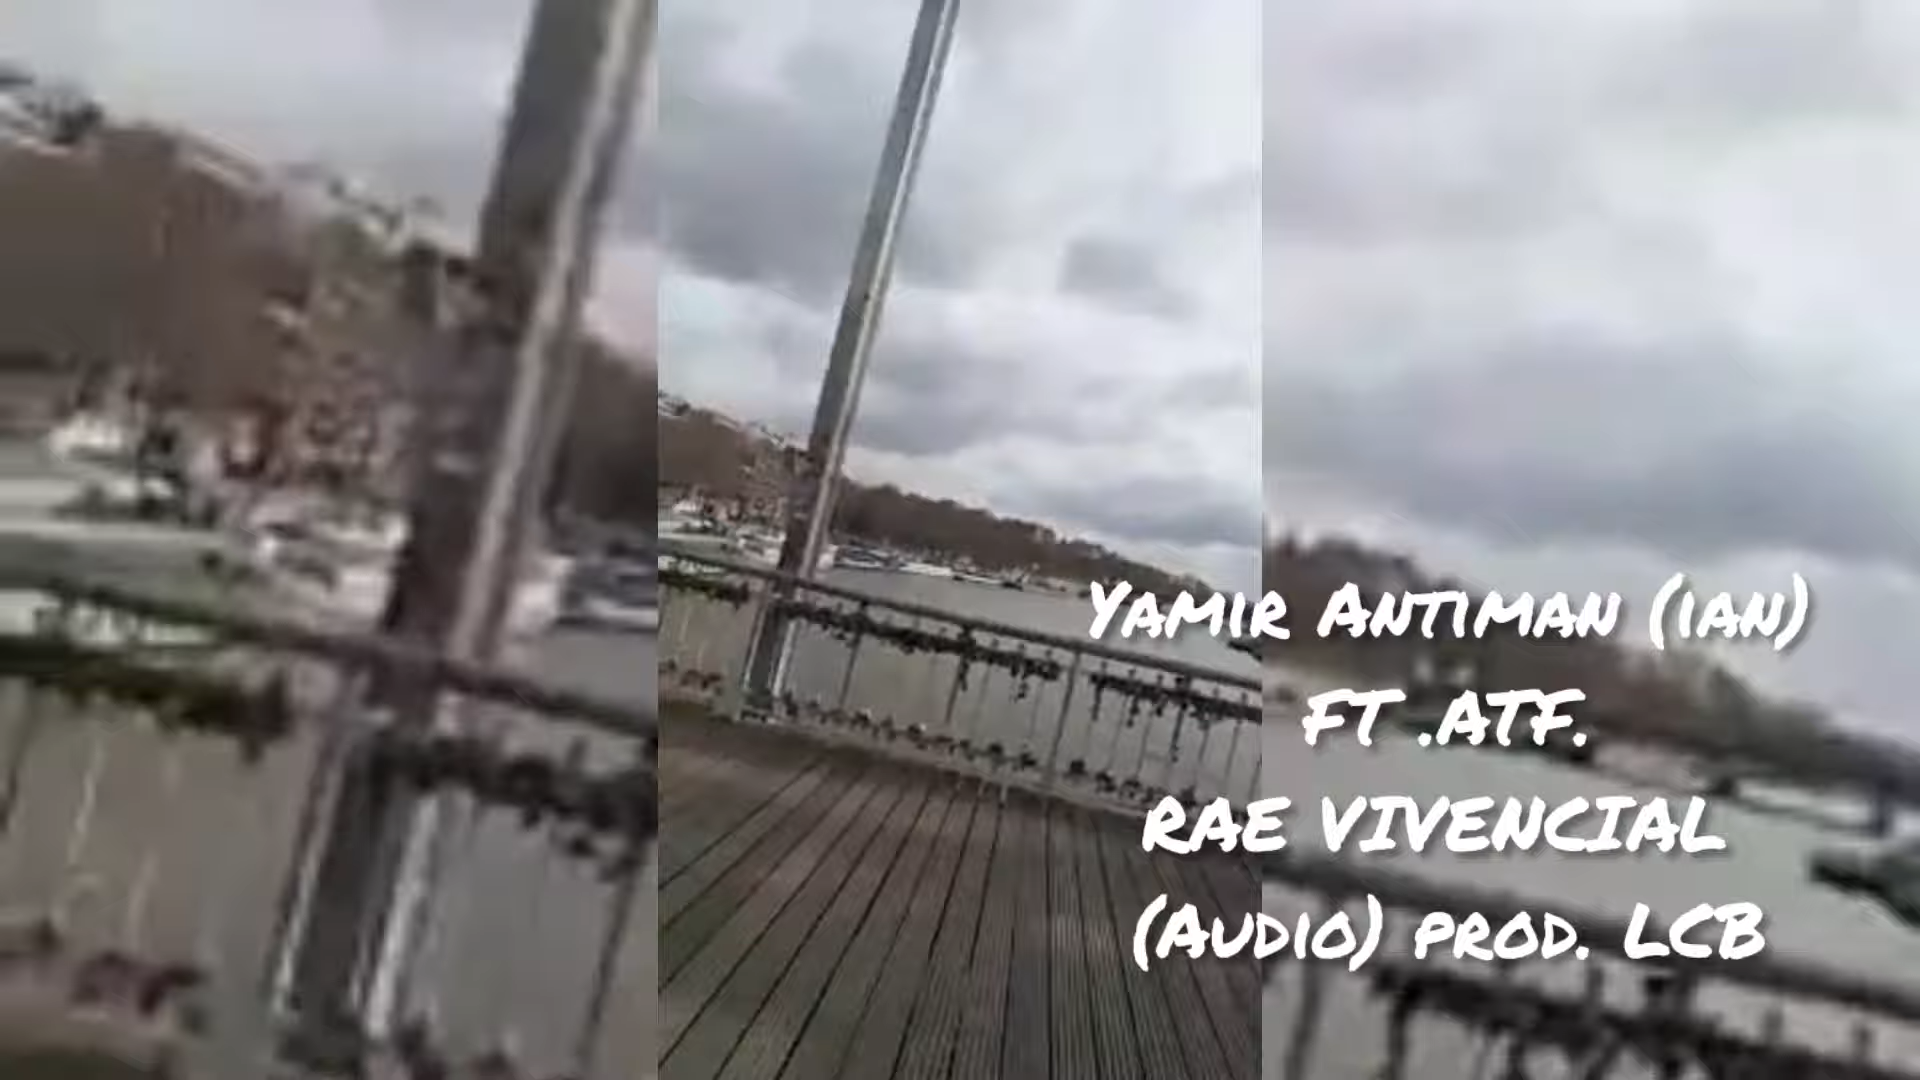 Yamir Antiman (ian)
FT .ATF.
RAE VIVENCIAL
(Audio) prod. LCB